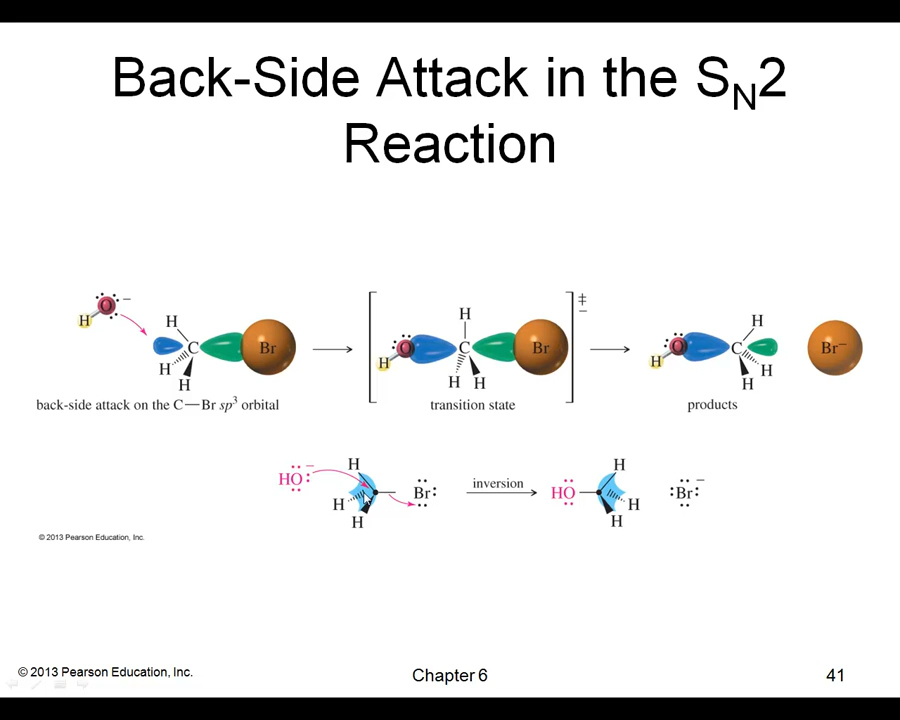 Back-Side Attack in the SN2
Reaction
H O –
H C Br
H
H
[ H O H C Br H H ] ‡ –
H O C H H H Br–
back-side attack on the C—Br sp3 orbital
transition state
products
HO:– H H H Br: inversion HO H H H :Br:–
© 2013 Pearson Education, Inc.
© 2013 Pearson Education, Inc.
Chapter 6
41